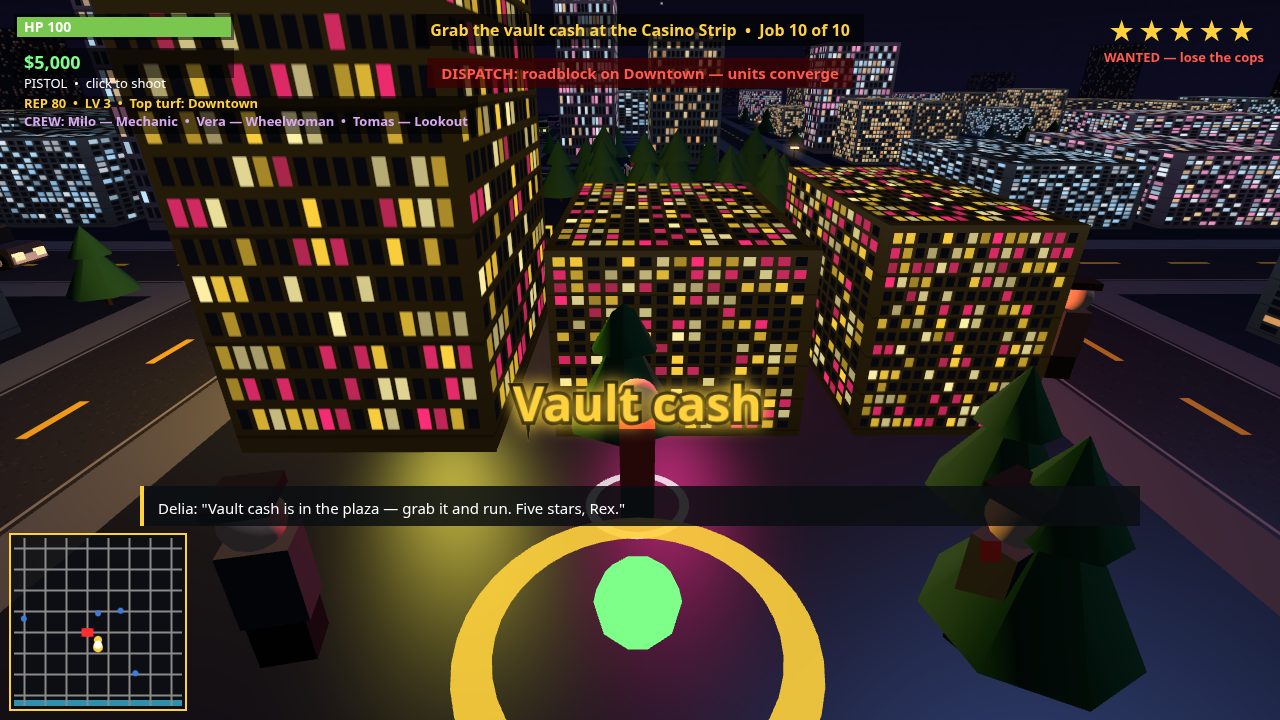 HP 100
$5,000
PISTOL • click to shoot
REP 80 • LV 3 • Top turf: Downtown
CREW: Milo — Mechanic • Vera — Wheelwoman • Tomas — Lookout
Grab the vault cash at the Casino Strip • Job 10 of 10
DISPATCH: roadblock on Downtown — units converge
★ ★ ★ ★ ★
WANTED — lose the cops
Vault cash
Delia: "Vault cash is in the plaza — grab it and run. Five stars, Rex."